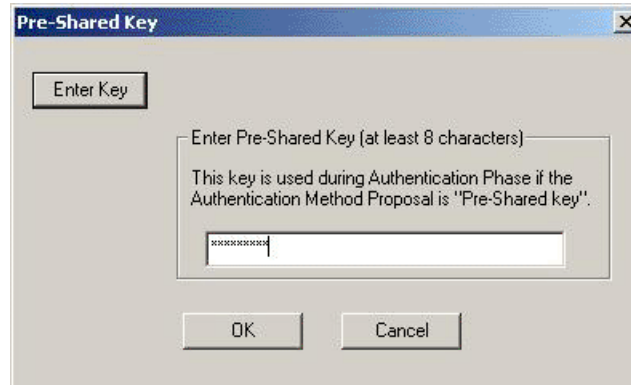 Pre-Shared Key
Enter Key
Enter Pre-Shared Key (at least 8 characters)
This key is used during Authentication Phase if the
Authentication Method Proposal is "Pre-Shared key".
*********
OK
Cancel